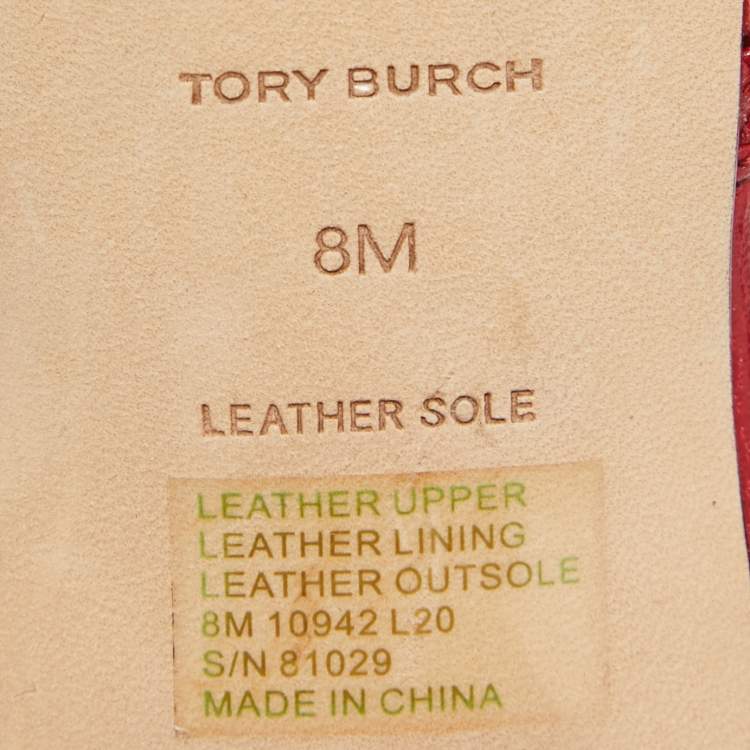 TORY BURCH
8M
LEATHER SOLE
LEATHER UPPER
LEATHER LINING
LEATHER OUTSOLE
8M 10942 L20
S/N 81029
MADE IN CHINA